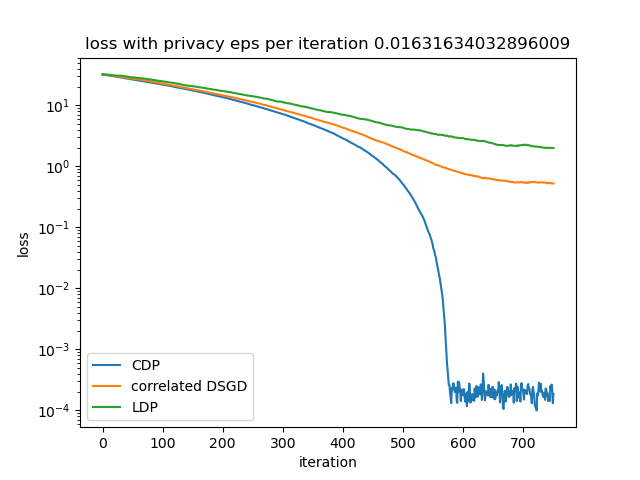 loss with privacy eps per iteration 0.01631634032896009
10¹
10⁰
10⁻¹
10⁻²
10⁻³
10⁻⁴
loss
CDP
correlated DSGD
LDP
0 100 200 300 400 500 600 700
iteration